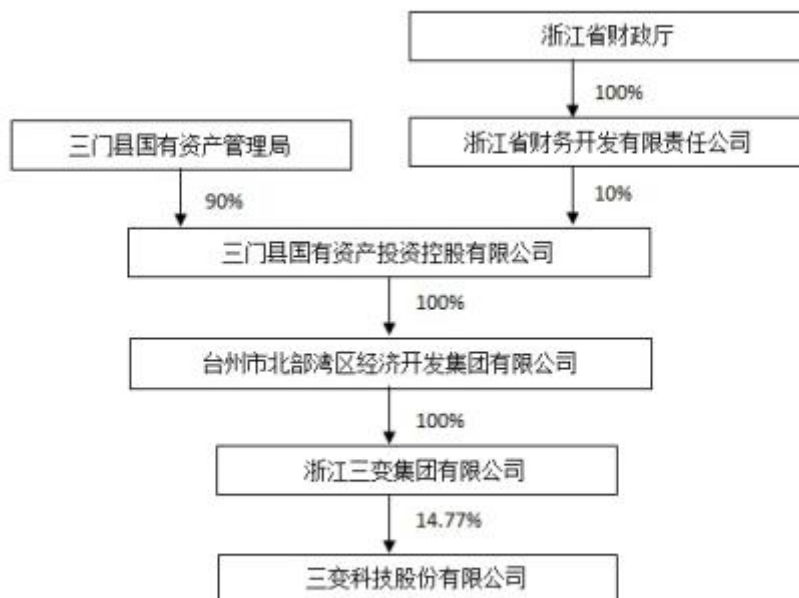 浙江省财政厅
100%
三门县国有资产管理局
浙江省财务开发有限责任公司
90%
10%
三门县国有资产投资控股有限公司
100%
台州市北部湾区经济开发集团有限公司
100%
浙江三变集团有限公司
14.77%
三变科技股份有限公司